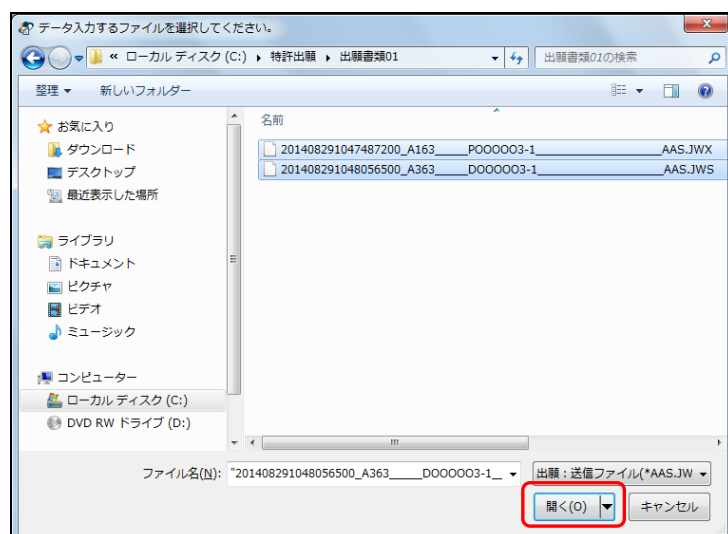 データ入力するファイルを選択してください。
« ローカル ディスク (C:) ▸ 特許出願 ▸ 出願書類01
出願書類01の検索
整理 ▼ 新しいフォルダー
お気に入り
ダウンロード
デスクトップ
最近表示した場所
ライブラリ
ドキュメント
ピクチャ
ビデオ
ミュージック
コンピューター
ローカル ディスク (C:)
DVD RW ドライブ (D:)
名前
201408291047487200_A163_____POOOOO3-1____________________AAS.JWX
201408291048056500_A363_____DOOOOO3-1____________________AAS.JWS
ファイル名(N): "201408291048056500_A363_____DOOOOO3-1__
出願：送信ファイル(*AAS.JW
開く(O)
キャンセル